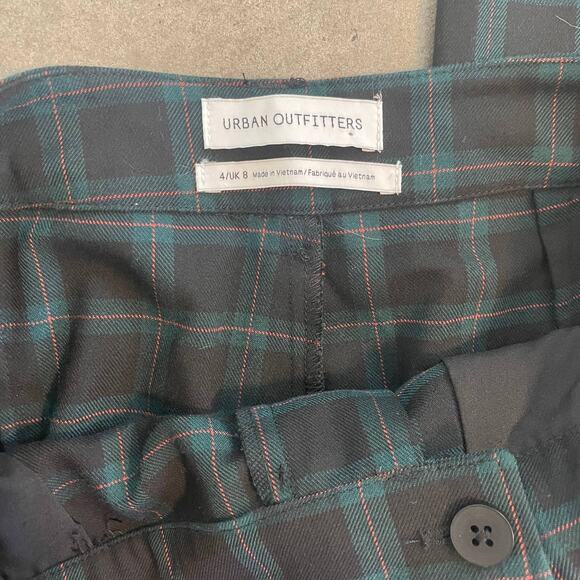 URBAN OUTFITTERS
4/UK 8 Made in Vietnam/Fabriqué au Vietnam